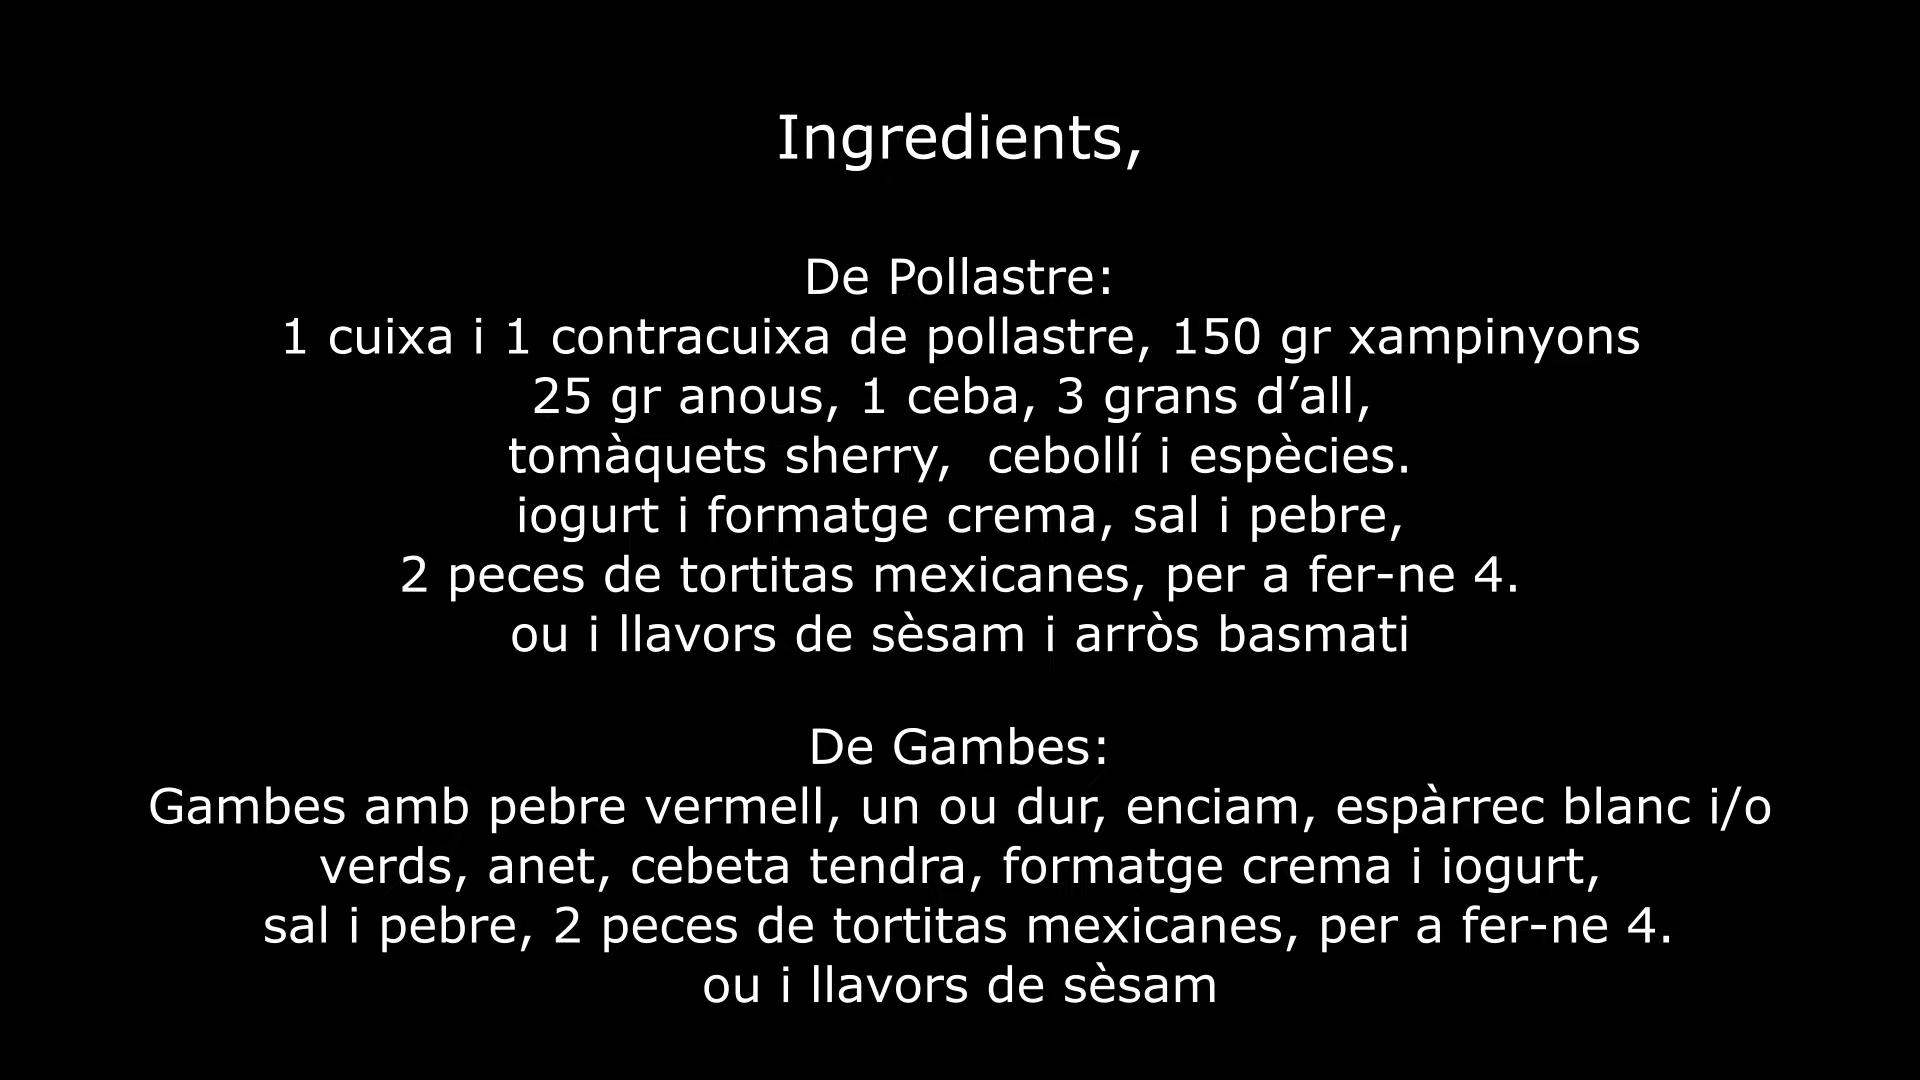 Ingredients,
De Pollastre:
1 cuixa i 1 contracuixa de pollastre, 150 gr xampinyons
25 gr anous, 1 ceba, 3 grans d’all,
tomàquets sherry,  cebollí i espècies.
iogurt i formatge crema, sal i pebre,
2 peces de tortitas mexicanes, per a fer-ne 4.
ou i llavors de sèsam i arròs basmati
De Gambes:
Gambes amb pebre vermell, un ou dur, enciam, espàrrec blanc i/o
verds, anet, cebeta tendra, formatge crema i iogurt,
sal i pebre, 2 peces de tortitas mexicanes, per a fer-ne 4.
ou i llavors de sèsam